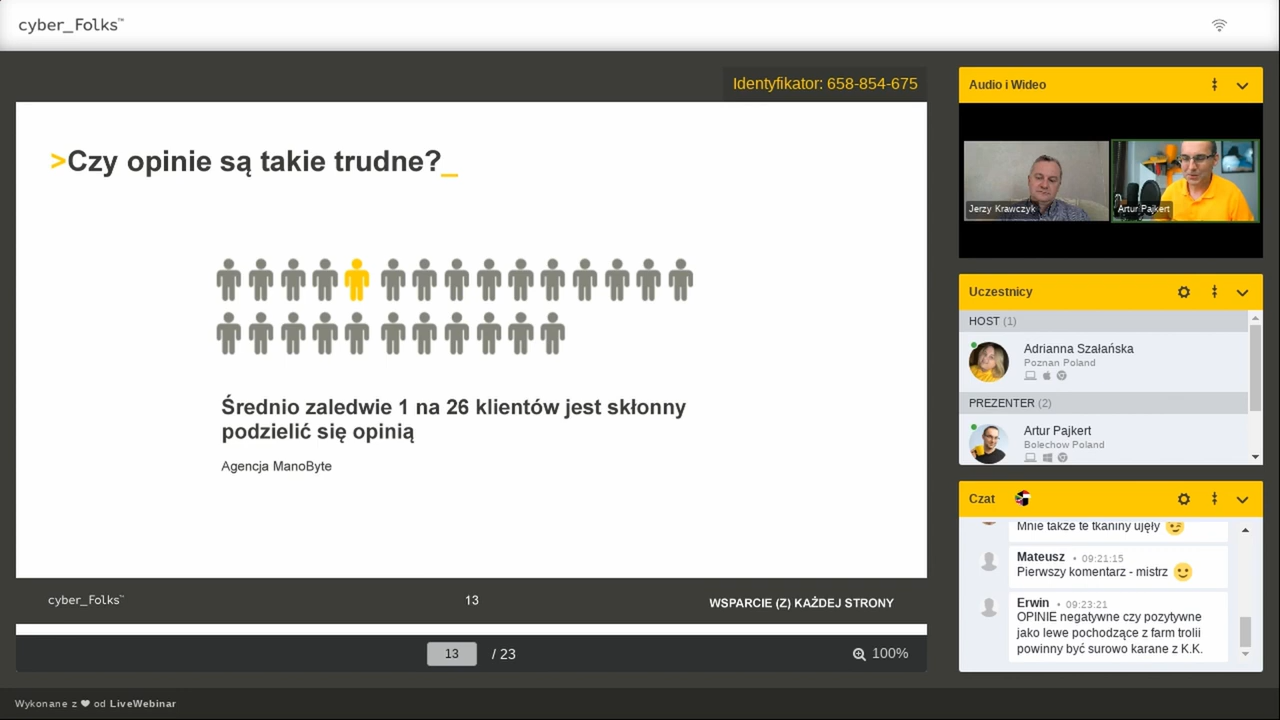 cyber_Folks™
Identyfikator: 658-854-675
>Czy opinie są takie trudne?_
Średnio zaledwie 1 na 26 klientów jest skłonny
podzielić się opinią
Agencja ManoByte
cyber_Folks™
13
WSPARCIE (Z) KAŻDEJ STRONY
13 / 23
100%
Wykonane z ❤ od LiveWebinar
Audio i Wideo
Jerzy Krawczyk
Artur Pajkert
Uczestnicy
HOST (1)
Adrianna Szałańska
Poznan Poland
PREZENTER (2)
Artur Pajkert
Bolechow Poland
Czat
Mnie także te tkaniny ujęły 😉
Mateusz • 09:21:15
Pierwszy komentarz - mistrz 🙂
Erwin • 09:23:21
OPINIE negatywne czy pozytywne
jako lewe pochodzące z farm trolii
powinny być surowo karane z K.K.